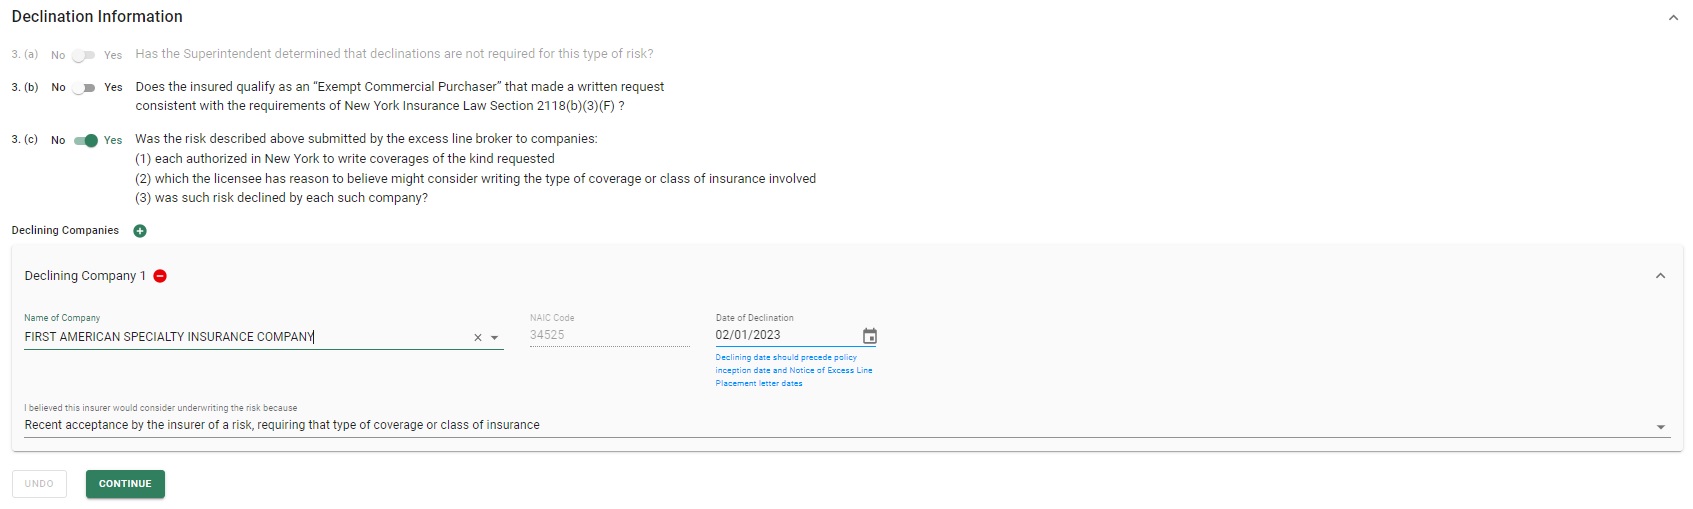 Declination Information
3. (a) No Yes Has the Superintendent determined that declinations are not required for this type of risk?
3. (b) No Yes Does the insured qualify as an “Exempt Commercial Purchaser” that made a written request
consistent with the requirements of New York Insurance Law Section 2118(b)(3)(F) ?
3. (c) No Yes Was the risk described above submitted by the excess line broker to companies:
(1) each authorized in New York to write coverages of the kind requested
(2) which the licensee has reason to believe might consider writing the type of coverage or class of insurance involved
(3) was such risk declined by each such company?
Declining Companies
Declining Company 1
Name of Company
FIRST AMERICAN SPECIALTY INSURANCE COMPANY
NAIC Code
34525
Date of Declination
02/01/2023
Declining date should precede policy
inception date and Notice of Excess Line
Placement letter dates
I believed this insurer would consider underwriting the risk because
Recent acceptance by the insurer of a risk, requiring that type of coverage or class of insurance
UNDO CONTINUE